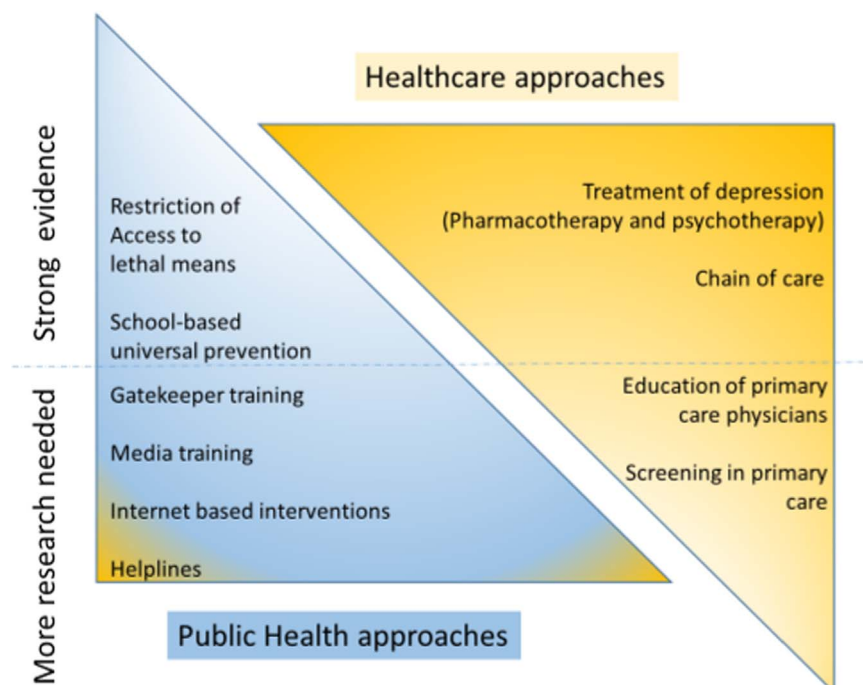 Healthcare approaches
Strong evidence
More research needed
Restriction of
Access to
lethal means
School-based
universal prevention
Gatekeeper training
Media training
Internet based interventions
Helplines
Treatment of depression
(Pharmacotherapy and psychotherapy)
Chain of care
Education of primary
care physicians
Screening in primary
care
Public Health approaches